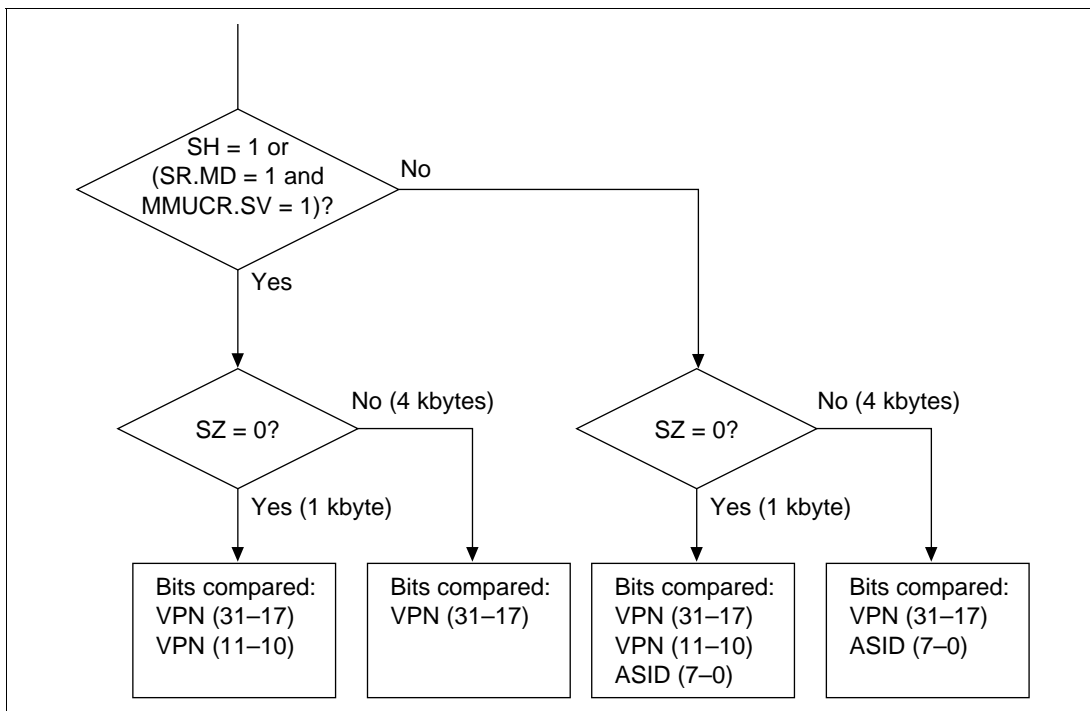 SH = 1 or
(SR.MD = 1 and
MMUCR.SV = 1)?
No
Yes
SZ = 0?
No (4 kbytes)
Yes (1 kbyte)
SZ = 0?
No (4 kbytes)
Yes (1 kbyte)
Bits compared:
VPN (31–17)
VPN (11–10)
Bits compared:
VPN (31–17)
Bits compared:
VPN (31–17)
VPN (11–10)
ASID (7–0)
Bits compared:
VPN (31–17)
ASID (7–0)